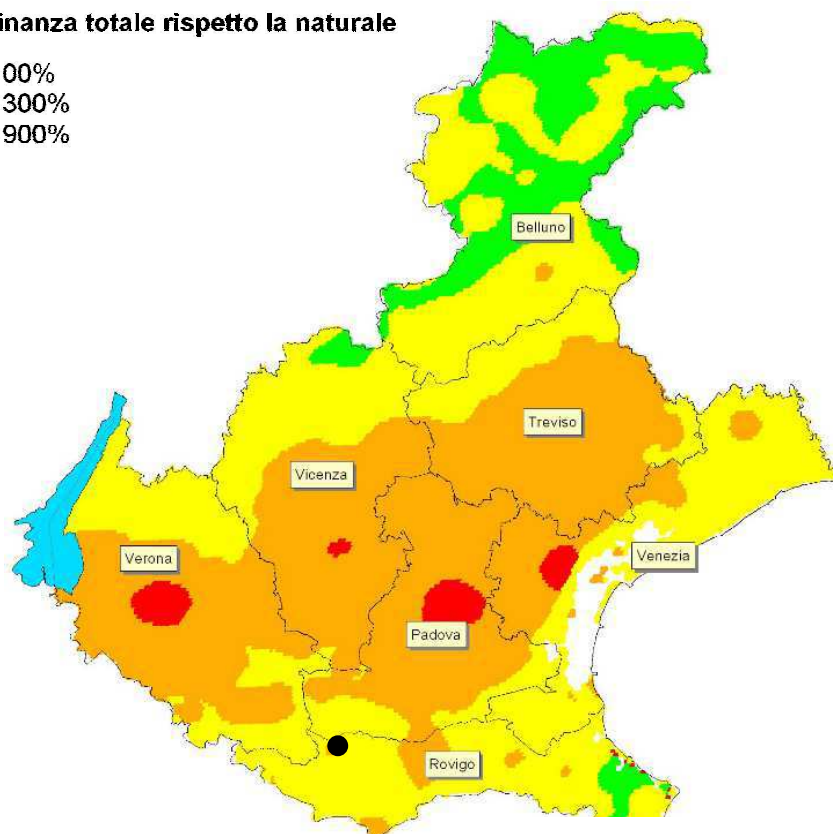 inanza totale rispetto la naturale
00%
300%
900%
Belluno
Treviso
Vicenza
Verona
Venezia
Padova
Rovigo